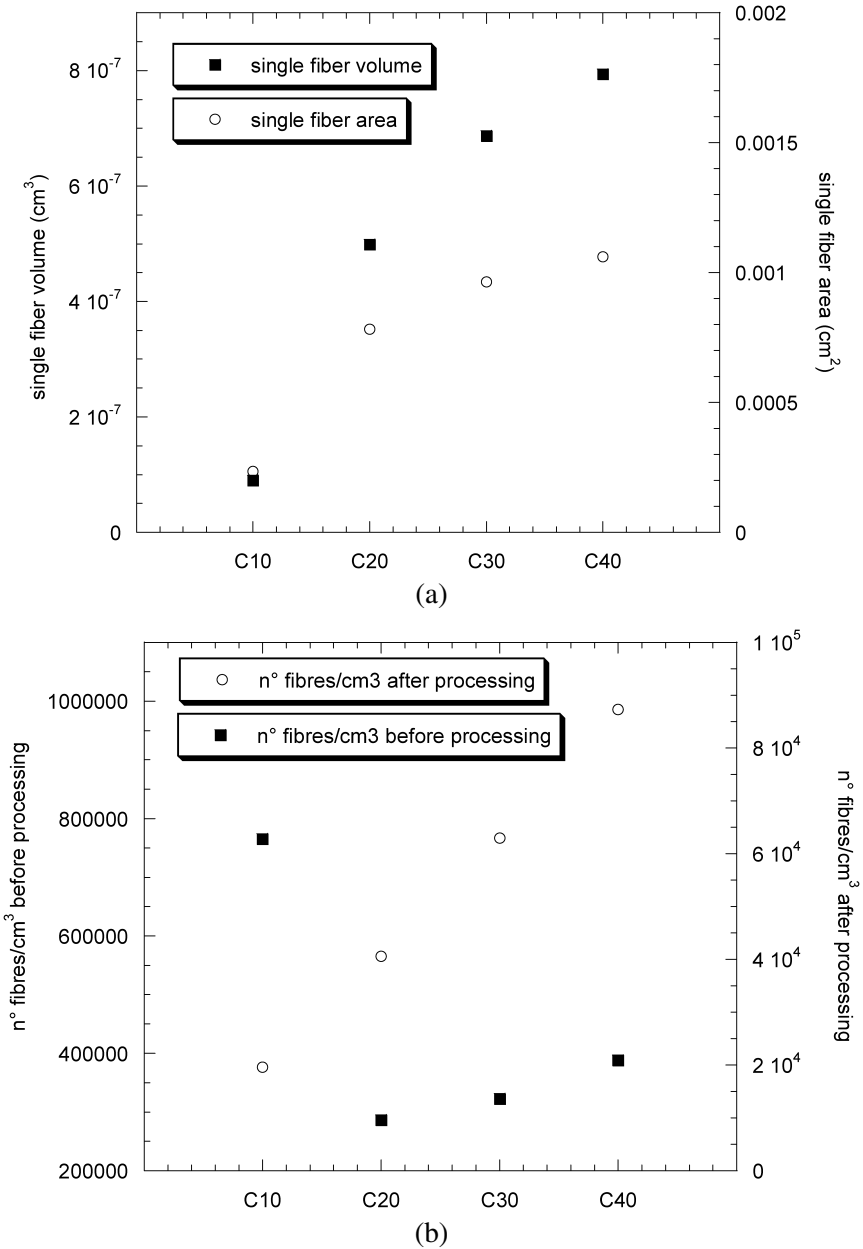 single fiber volume
single fiber area
8 10⁻⁷
6 10⁻⁷
4 10⁻⁷
2 10⁻⁷
0
single fiber volume (cm³)
0.002
0.0015
0.001
0.0005
0
single fiber area (cm²)
C10 C20 C30 C40
(a)
n° fibres/cm3 after processing
n° fibres/cm3 before processing
1000000
800000
600000
400000
200000
n° fibres/cm³ before processing
1 10⁵
8 10⁴
6 10⁴
4 10⁴
2 10⁴
0
n° fibres/cm³ after processing
C10 C20 C30 C40
(b)